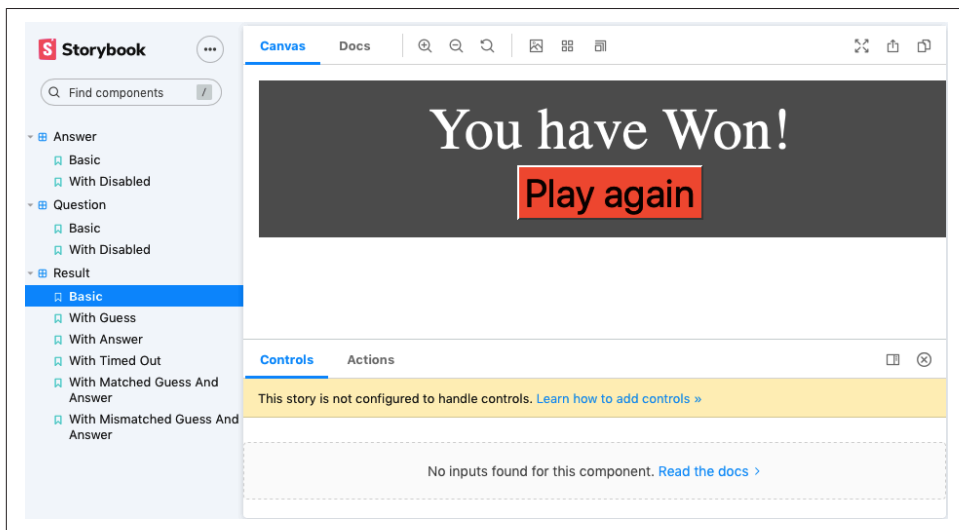 S Storybook
Find components /
Answer
Basic
With Disabled
Question
Basic
With Disabled
Result
Basic
With Guess
With Answer
With Timed Out
With Matched Guess And
Answer
With Mismatched Guess And
Answer
Canvas Docs
You have Won!
Play again
Controls Actions
This story is not configured to handle controls. Learn how to add controls »
No inputs found for this component. Read the docs >